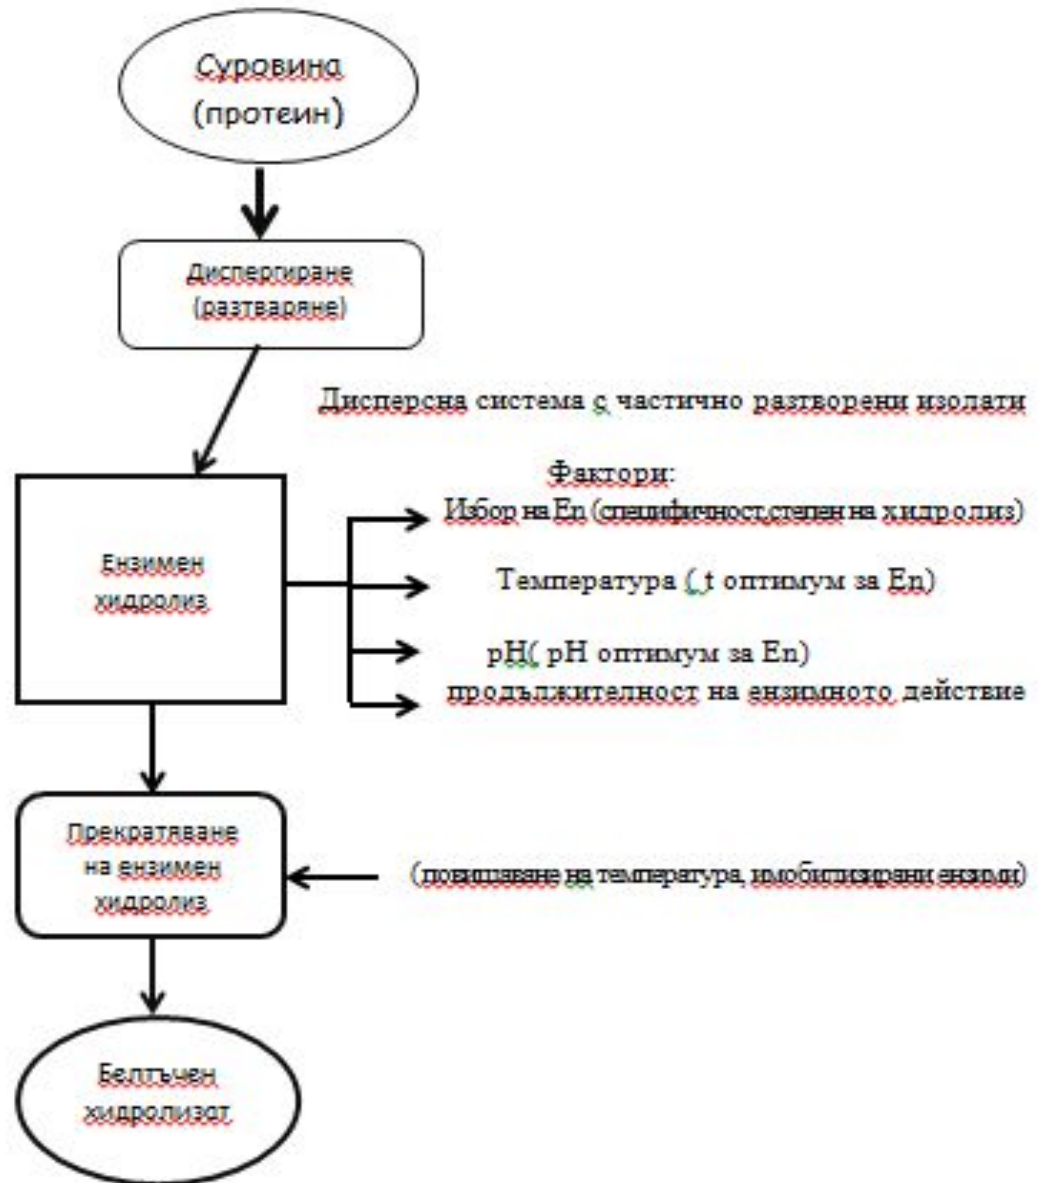 Суровина
(протеин)
Диспергиране
(разтваряне)
Дисперсна система с частично разтворени изолати
Фактори:
Избор на En (специфичност,степен на хидролиз)
Ензимен
хидролиз
Температура ( t оптимум за En)
pH( pH оптимум за En)
продължителност на ензимното действие
Прекратяване
на ензимен
хидролиз
(повишаване на температура, имобилизирани ензими)
Белтъчен
хидролизат